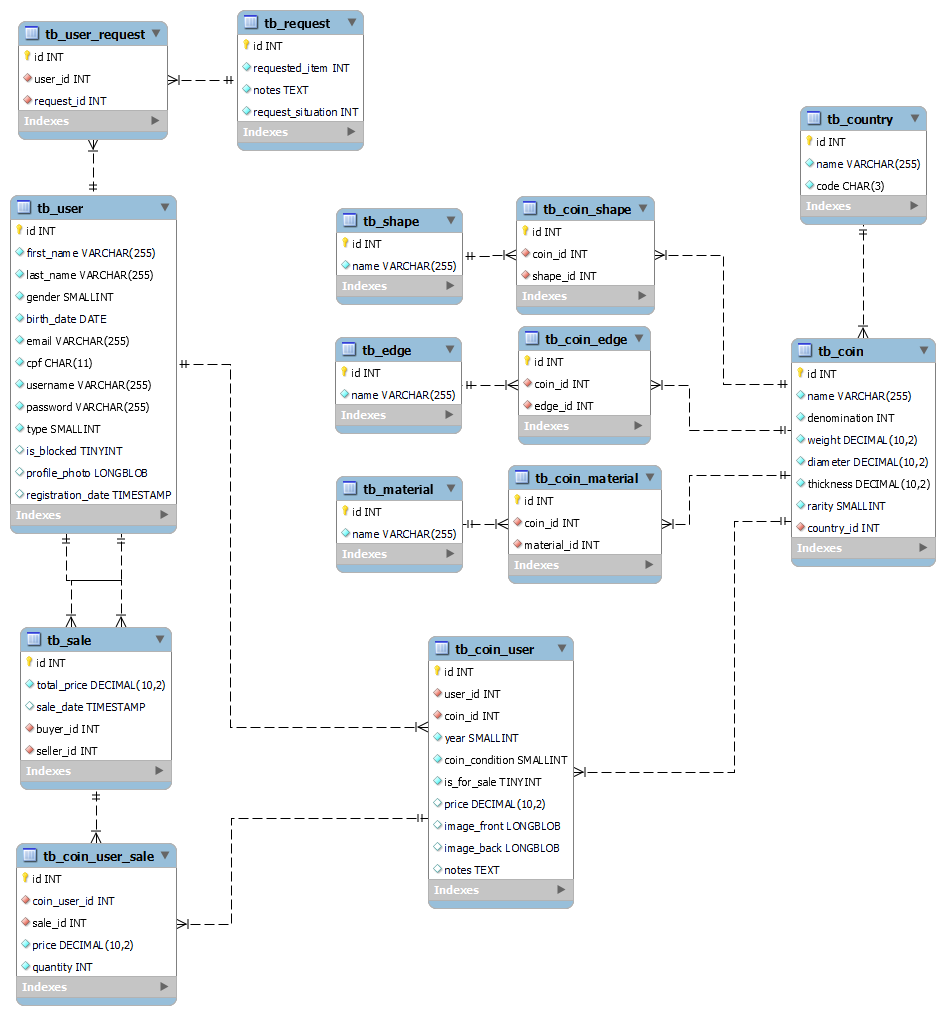 tb_user_request
id INT
user_id INT
request_id INT
Indexes
tb_request
id INT
requested_item INT
notes TEXT
request_situation INT
Indexes
tb_country
id INT
name VARCHAR(255)
code CHAR(3)
Indexes
tb_user
id INT
first_name VARCHAR(255)
last_name VARCHAR(255)
gender SMALLINT
birth_date DATE
email VARCHAR(255)
cpf CHAR(11)
username VARCHAR(255)
password VARCHAR(255)
type SMALLINT
is_blocked TINYINT
profile_photo LONGBLOB
registration_date TIMESTAMP
Indexes
tb_shape
id INT
name VARCHAR(255)
Indexes
tb_coin_shape
id INT
coin_id INT
shape_id INT
Indexes
tb_edge
id INT
name VARCHAR(255)
Indexes
tb_coin_edge
id INT
coin_id INT
edge_id INT
Indexes
tb_coin
id INT
name VARCHAR(255)
denomination INT
weight DECIMAL(10,2)
diameter DECIMAL(10,2)
thickness DECIMAL(10,2)
rarity SMALLINT
country_id INT
Indexes
tb_material
id INT
name VARCHAR(255)
Indexes
tb_coin_material
id INT
coin_id INT
material_id INT
Indexes
tb_sale
id INT
total_price DECIMAL(10,2)
sale_date TIMESTAMP
buyer_id INT
seller_id INT
Indexes
tb_coin_user
id INT
user_id INT
coin_id INT
year SMALLINT
coin_condition SMALLINT
is_for_sale TINYINT
price DECIMAL(10,2)
image_front LONGBLOB
image_back LONGBLOB
notes TEXT
Indexes
tb_coin_user_sale
id INT
coin_user_id INT
sale_id INT
price DECIMAL(10,2)
quantity INT
Indexes